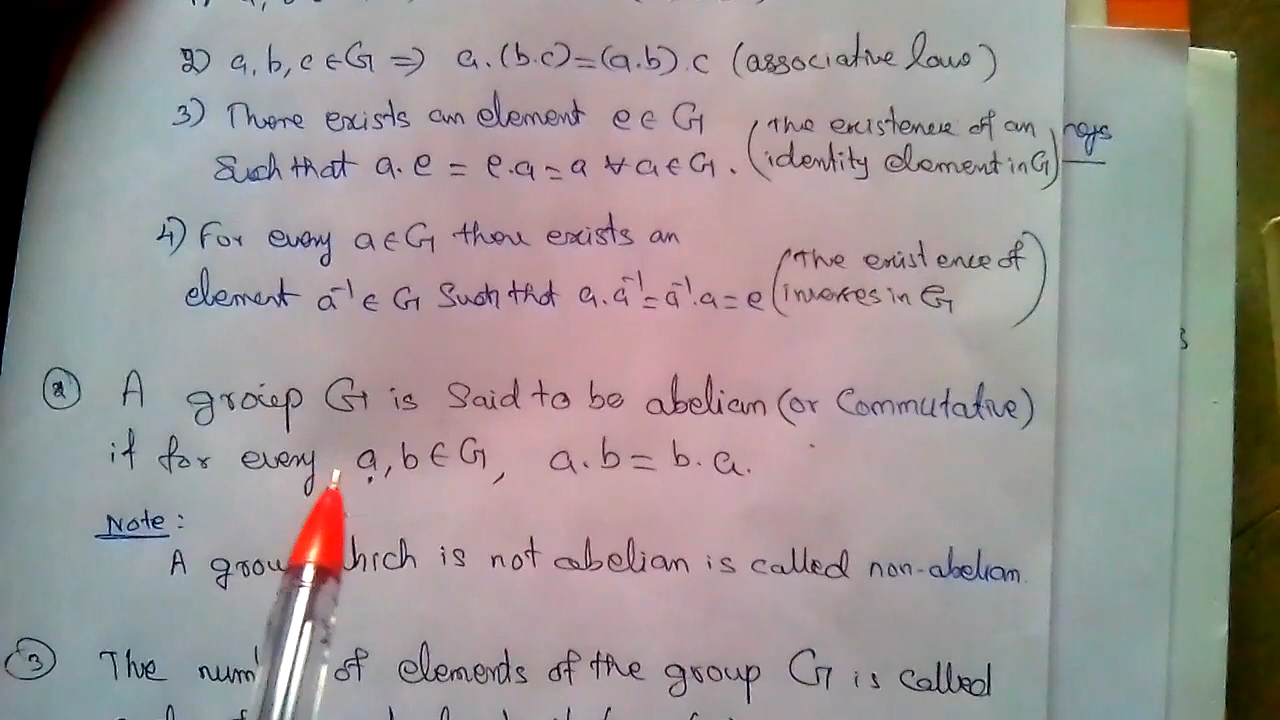 2) a, b, c ∈ G ⇒ a.(b.c)=(a.b).c (associative law)
3) There exists an element e ∈ G (The existence of an
Such that a.e = e.a = a ∀ a ∈ G. identity element in G)
ngs
4) For every a ∈ G there exists an
element a⁻¹ ∈ G Such that a.a⁻¹ = a⁻¹.a = e (The existence of
inverses in G)
② A group G is said to be abelian (or Commutative)
if for every a, b ∈ G, a.b = b.a.
Note:
A grou hich is not abelian is called non-abelian.
③ The num of elements of the group G is called